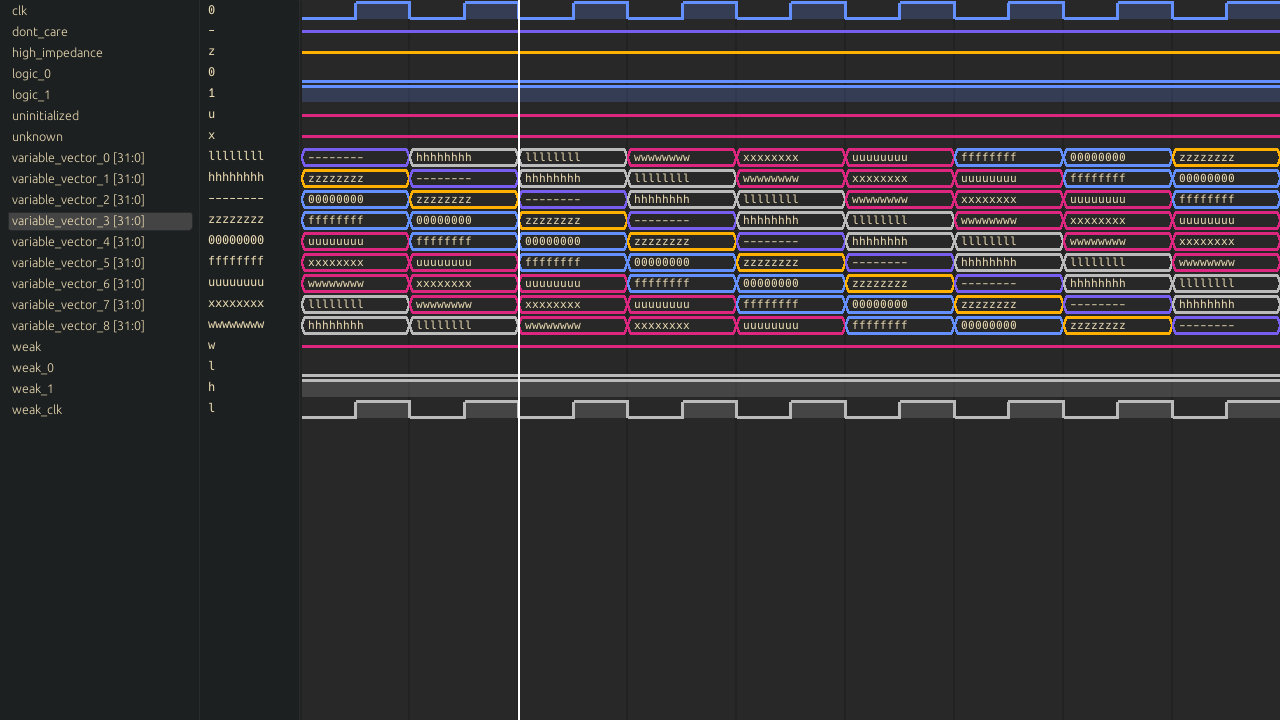 clk 0
dont_care -
high_impedance z
logic_0 0
logic_1 1
uninitialized u
unknown x
variable_vector_0 [31:0] llllllll -------- hhhhhhhh llllllll wwwwwwww xxxxxxxx uuuuuuuu ffffffff 00000000 zzzzzzzz
variable_vector_1 [31:0] hhhhhhhh zzzzzzzz -------- hhhhhhhh llllllll wwwwwwww xxxxxxxx uuuuuuuu ffffffff 00000000
variable_vector_2 [31:0] -------- 00000000 zzzzzzzz -------- hhhhhhhh llllllll wwwwwwww xxxxxxxx uuuuuuuu ffffffff
variable_vector_3 [31:0] zzzzzzzz ffffffff 00000000 zzzzzzzz -------- hhhhhhhh llllllll wwwwwwww xxxxxxxx uuuuuuuu
variable_vector_4 [31:0] 00000000 uuuuuuuu ffffffff 00000000 zzzzzzzz -------- hhhhhhhh llllllll wwwwwwww xxxxxxxx
variable_vector_5 [31:0] ffffffff xxxxxxxx uuuuuuuu ffffffff 00000000 zzzzzzzz -------- hhhhhhhh llllllll wwwwwwww
variable_vector_6 [31:0] uuuuuuuu wwwwwwww xxxxxxxx uuuuuuuu ffffffff 00000000 zzzzzzzz -------- hhhhhhhh llllllll
variable_vector_7 [31:0] xxxxxxxx llllllll wwwwwwww xxxxxxxx uuuuuuuu ffffffff 00000000 zzzzzzzz -------- hhhhhhhh
variable_vector_8 [31:0] wwwwwwww hhhhhhhh llllllll wwwwwwww xxxxxxxx uuuuuuuu ffffffff 00000000 zzzzzzzz --------
weak w
weak_0 l
weak_1 h
weak_clk l